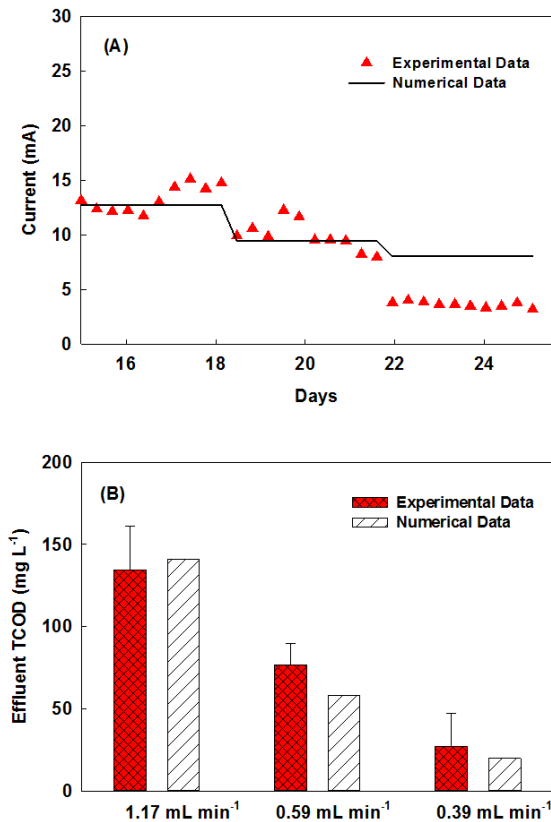 30
(A)
Experimental Data
Numerical Data
25
20
15
10
5
0
Current (mA)
16 18 20 22 24
Days
200
(B)
Experimental Data
Numerical Data
150
100
50
0
Effluent TCOD (mg L⁻¹)
1.17 mL min⁻¹ 0.59 mL min⁻¹ 0.39 mL min⁻¹